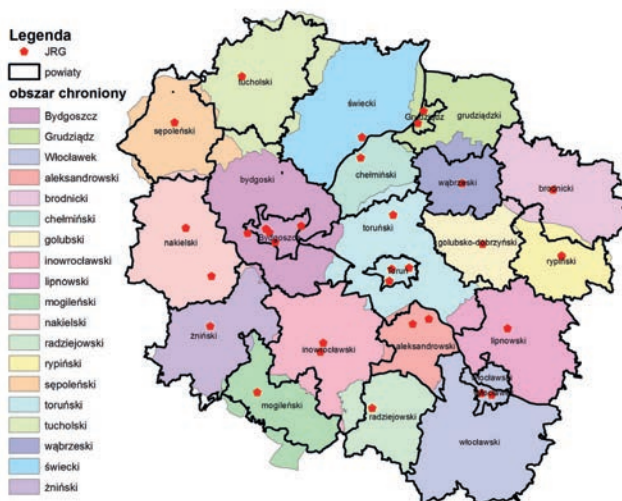 Legenda
JRG
powiaty
obszar chroniony
Bydgoszcz
Grudziądz
Włocławek
aleksandrowski
brodnicki
chełmiński
golubski
inowrocławski
lipnowski
mogileński
nakielski
radziejowski
rypiński
sępoleński
toruński
tucholski
wąbrzeski
świecki
żniński
tucholski
świecki
Grudziądz
grudziądzki
sępoleński
chełmiński
wąbrzeski
brodnicki
bydgoski
toruński
nakielski
Bydgoszcz
golubsko-dobrzyński
rypiński
Toruń
żniński
inowrocławski
aleksandrowski
lipnowski
mogileński
radziejowski
włocławski